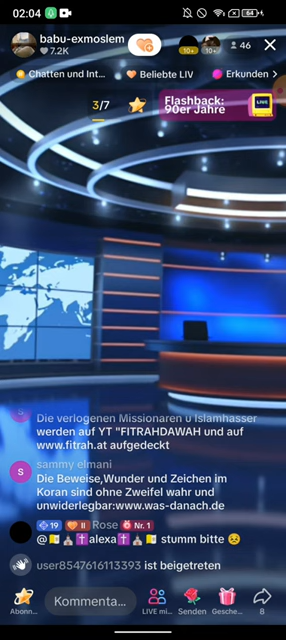 02:04
64
babu-exmoslem
7.2K
10+
10+
46
Chatten und Int...
Beliebte LIV
Erkunden
3/7
Flashback:
90er Jahre
LIVE
Die verlogenen Missionaren u Islamhasser
werden auf YT "FITRAHDAWAH und auf
www.fitrah.at aufgedeckt
S
sammy elmani
Die Beweise,Wunder und Zeichen im
Koran sind ohne Zweifel wahr und
unwiderlegbar:www.was-danach.de
19 II Rose Nr. 1
@🇻🇦⛪✝️alexa✝️⛪🇻🇦 stumm bitte 😣
user8547616113393 ist beigetreten
Kommenta...
Abonn...
LIVE mi...
Senden
Gesche...
8